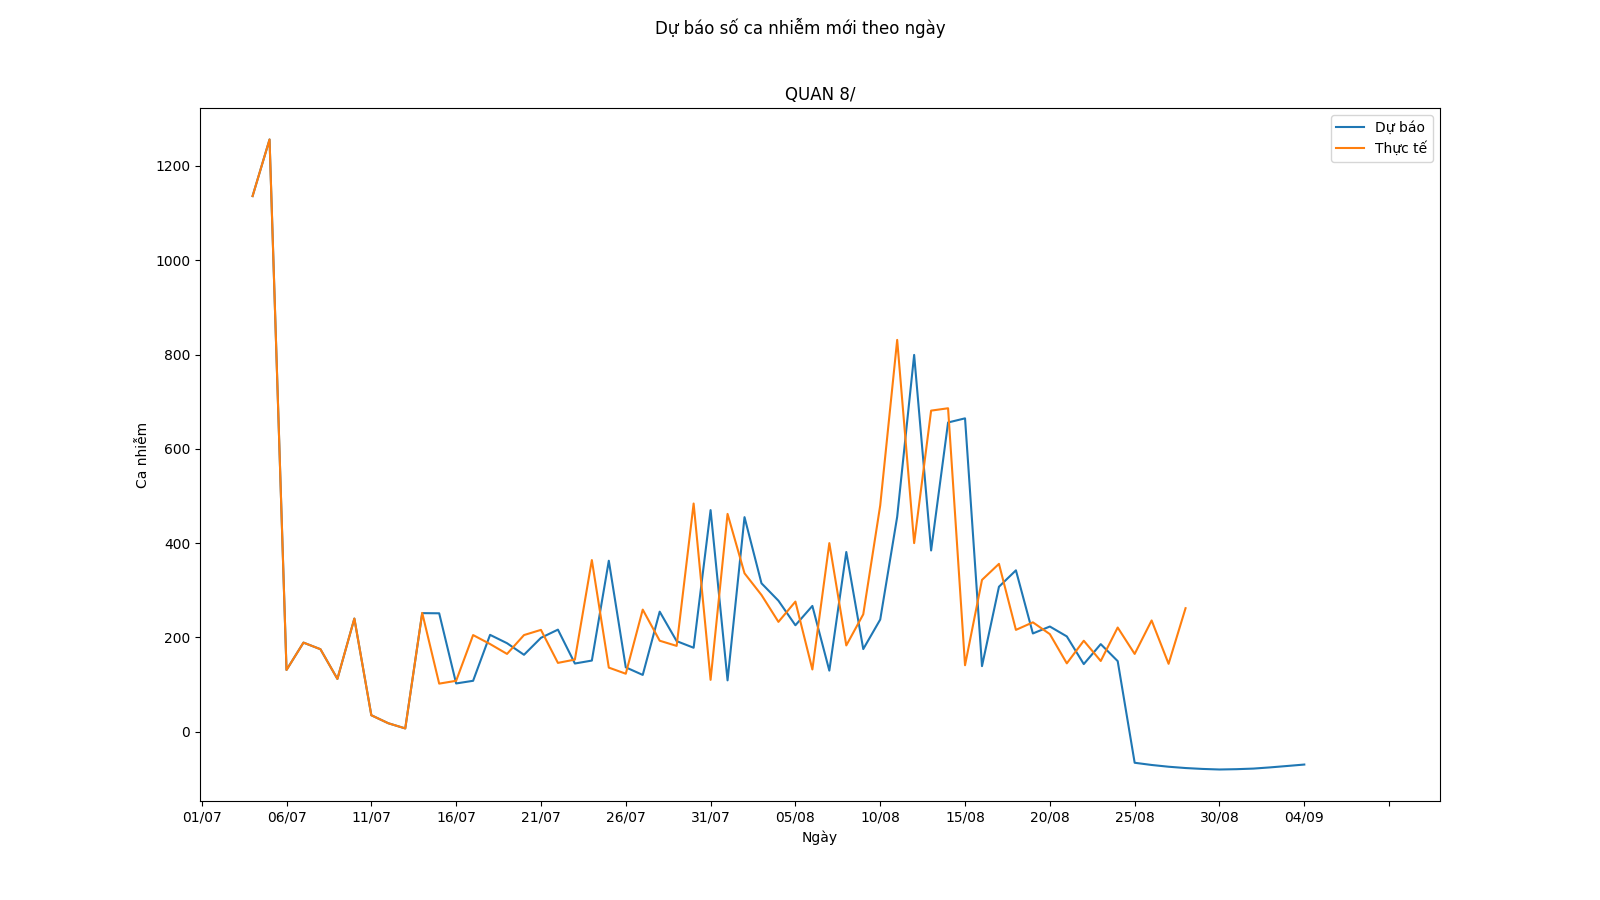 Dự báo số ca nhiễm mới theo ngày
QUAN 8/
Dự báo
Thực tế
1200
1000
800
600
400
200
0
Ca nhiễm
01/07 06/07 11/07 16/07 21/07 26/07 31/07 05/08 10/08 15/08 20/08 25/08 30/08 04/09
Ngày